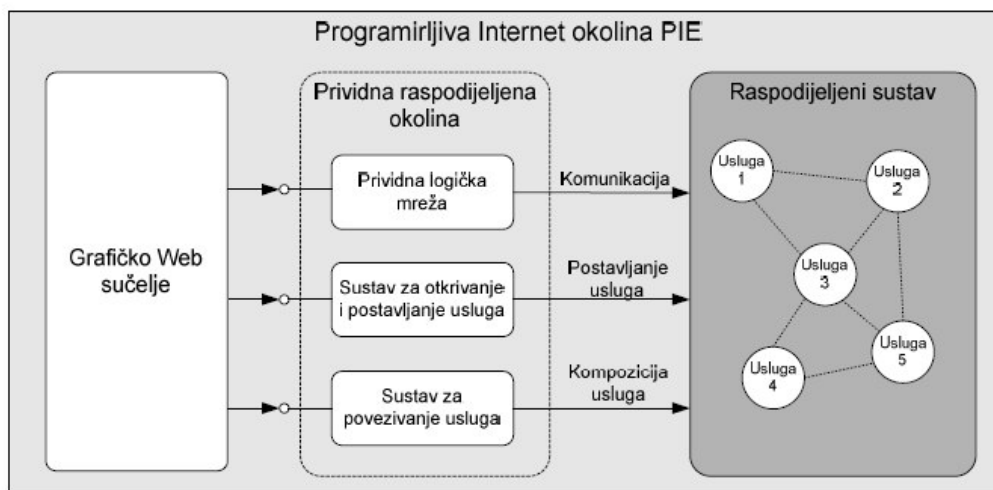 Programirljiva Internet okolina PIE
Grafičko Web
sučelje
Prividna raspodijeljena
okolina
Prividna logička
mreža
Sustav za otkrivanje
i postavljanje usluga
Sustav za
povezivanje usluga
Komunikacija
Postavljanje
usluga
Kompozicija
usluga
Raspodijeljeni sustav
Usluga
1
Usluga
2
Usluga
3
Usluga
4
Usluga
5